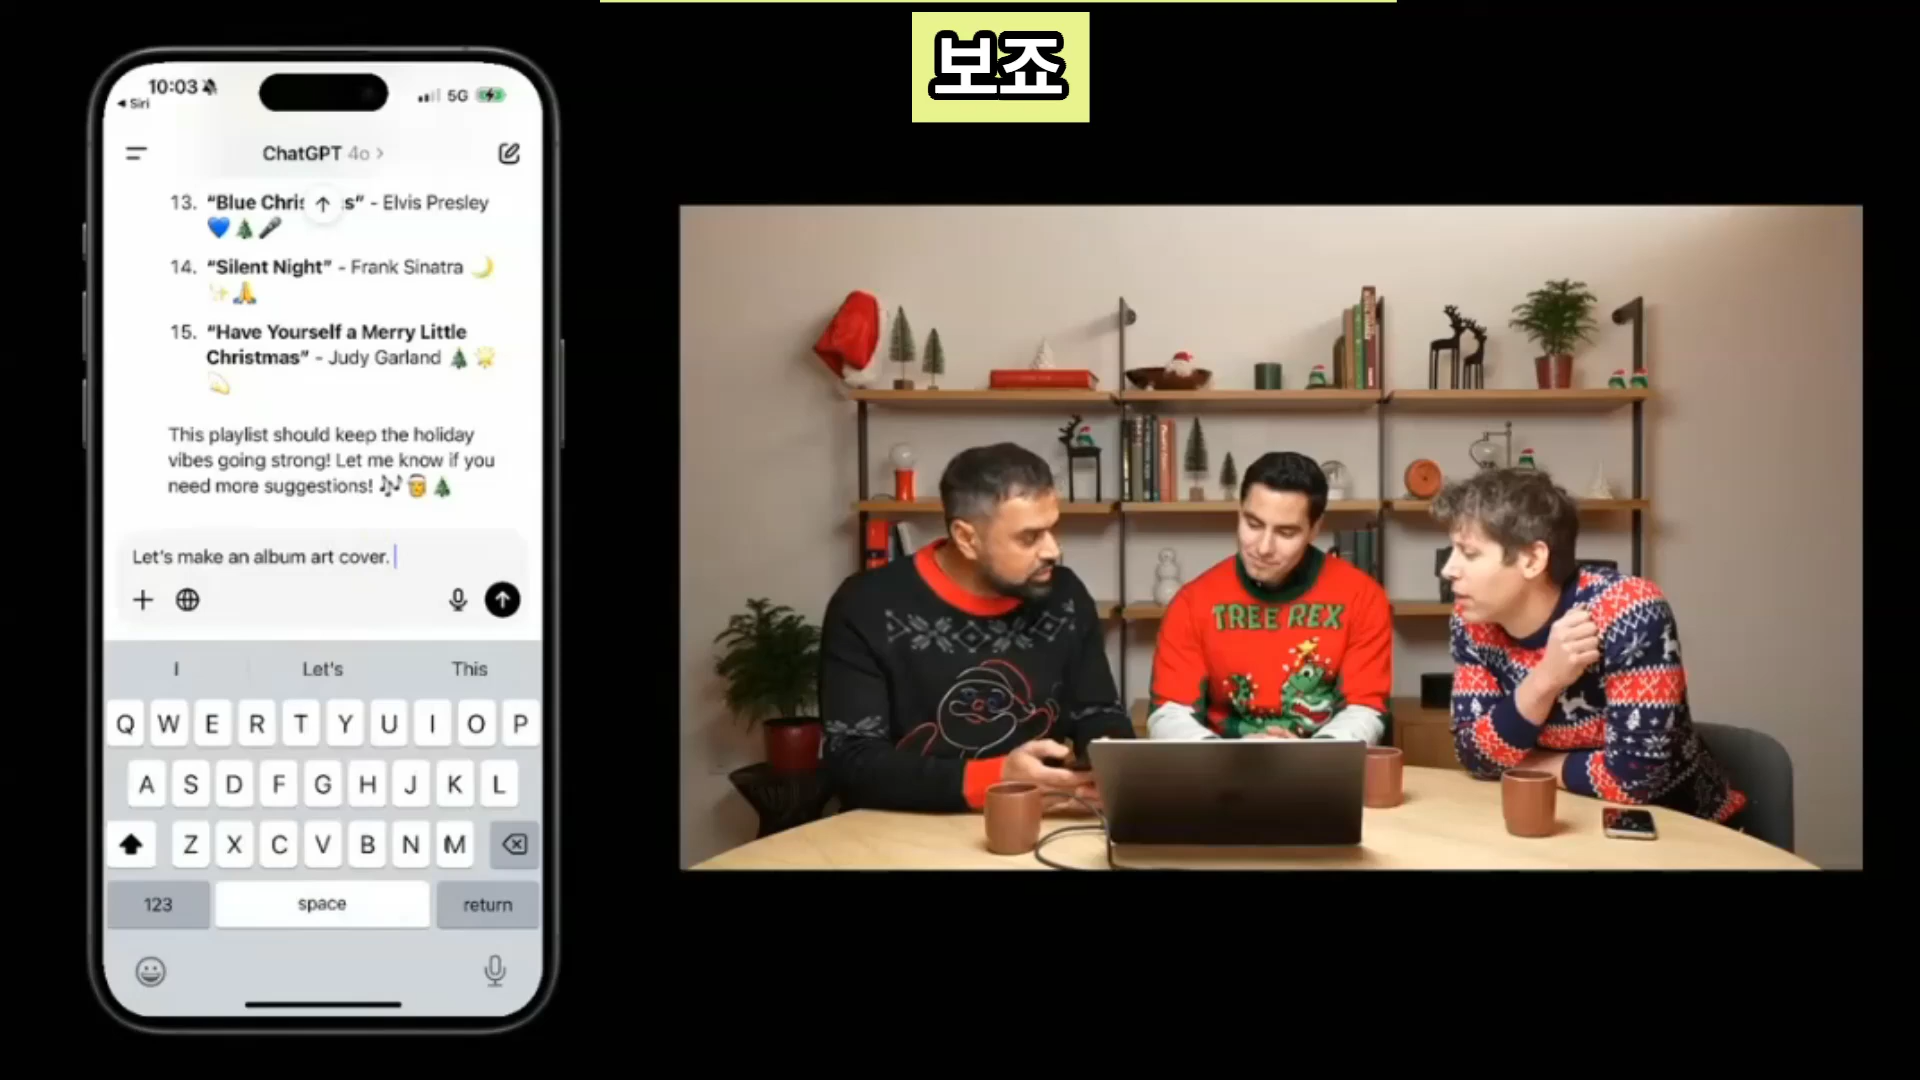 보죠
10:03
Siri
5G
ChatGPT 4o >
13. “Blue Chris s” - Elvis Presley
💙🎄🎤
14. “Silent Night” - Frank Sinatra 🌙
✨🙏
15. “Have Yourself a Merry Little
Christmas” - Judy Garland 🎄🌟
💫
This playlist should keep the holiday
vibes going strong! Let me know if you
need more suggestions! 🎶🎅🎄
Let's make an album art cover.
I Let's This
Q W E R T Y U I O P
A S D F G H J K L
Z X C V B N M
123 space return
TREE REX